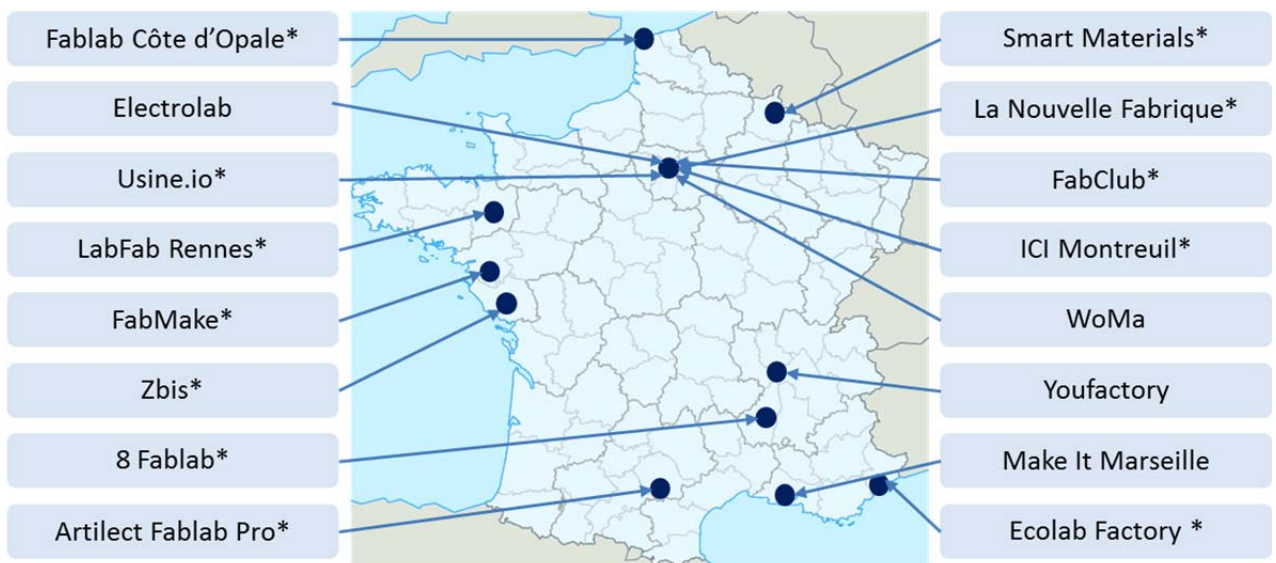 Fablab Côte d’Opale*
Electrolab
Usine.io*
LabFab Rennes*
FabMake*
Zbis*
8 Fablab*
Artilect Fablab Pro*
Smart Materials*
La Nouvelle Fabrique*
FabClub*
ICI Montreuil*
WoMa
Youfactory
Make It Marseille
Ecolab Factory *